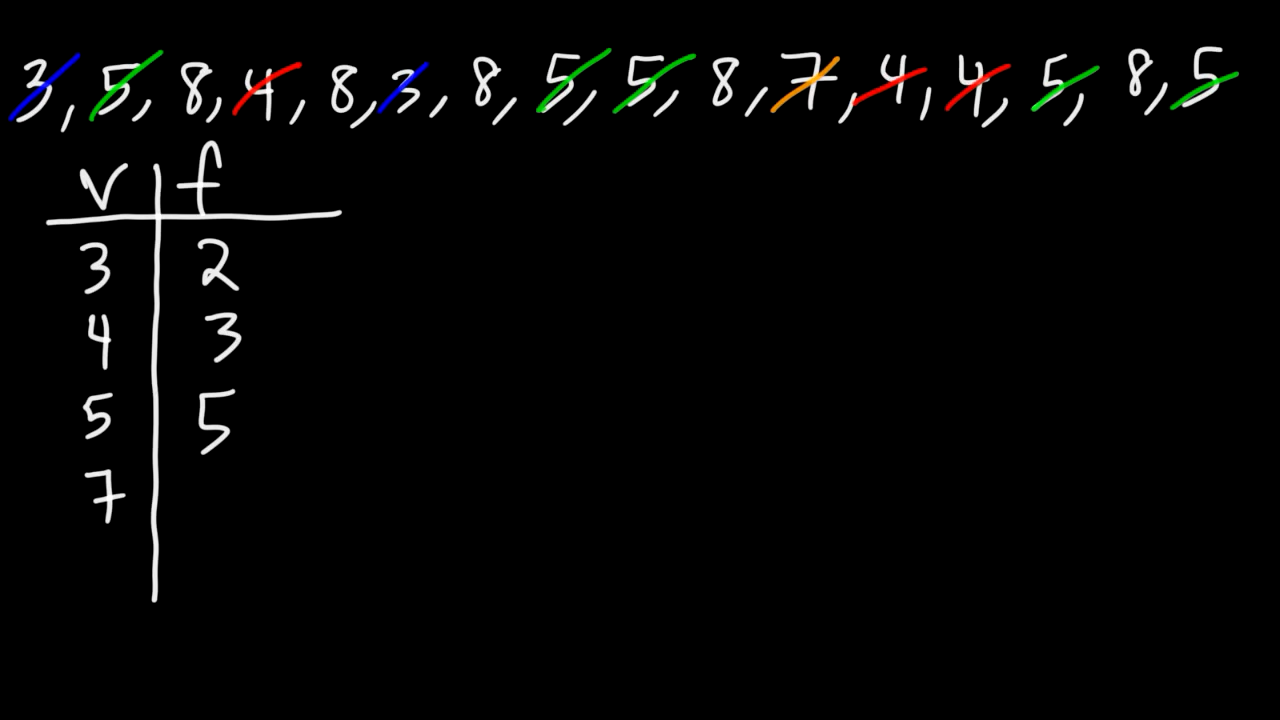 3, 5, 8, 4, 8, 3, 8, 5, 5, 8, 7, 4, 4, 5, 8, 5
v f
3 2
4 3
5 5
7